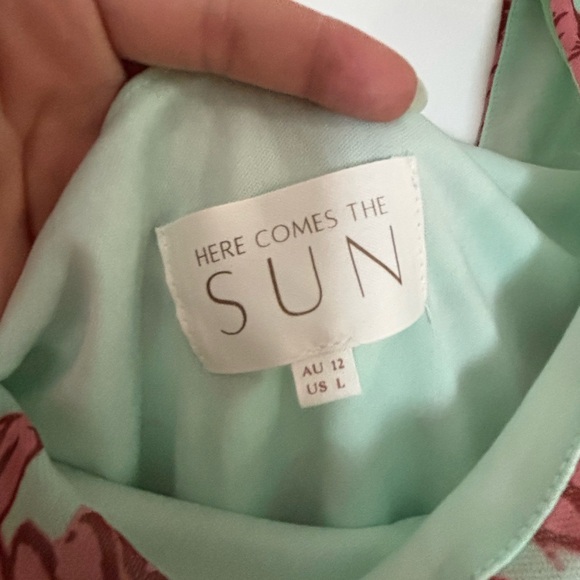 HERE COMES THE
SUN
AU 12
US L